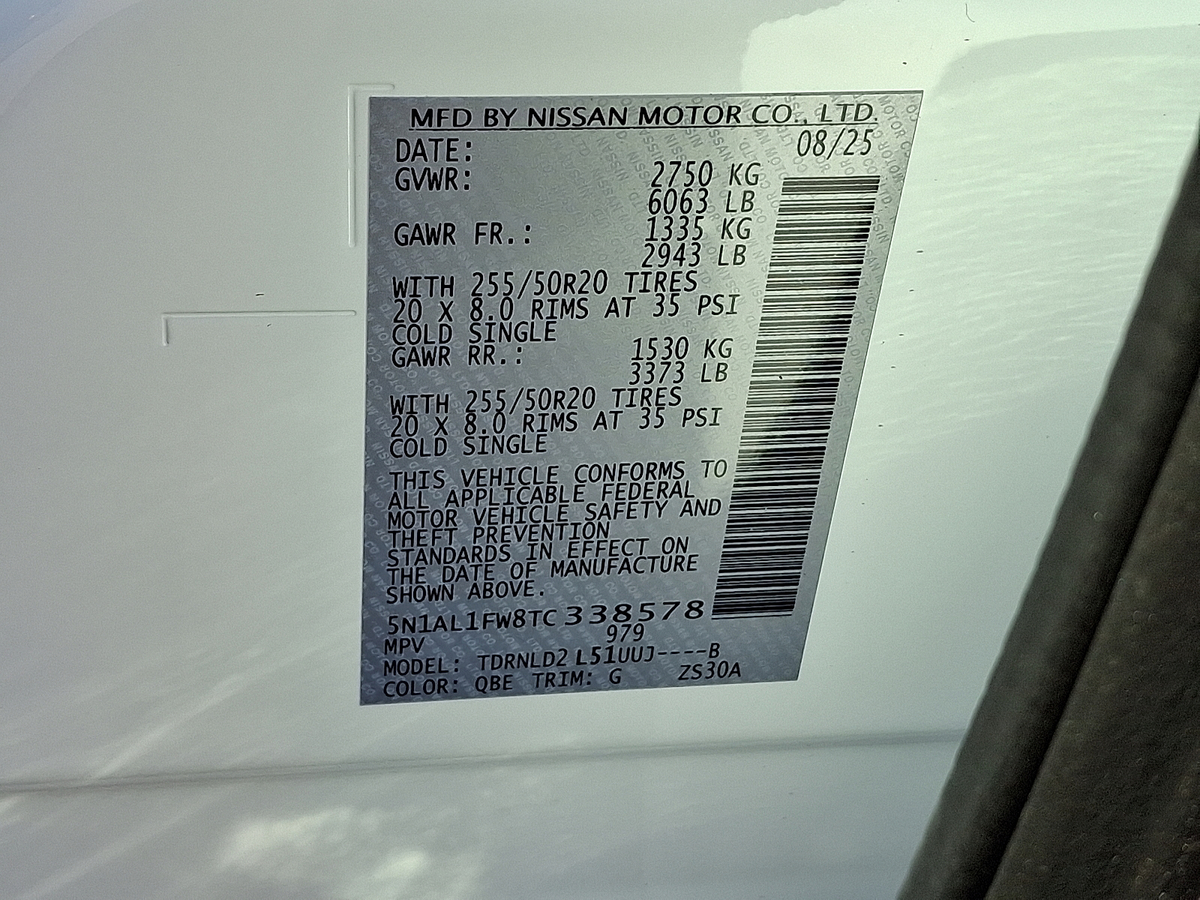 MFD BY NISSAN MOTOR CO., LTD.
DATE: 08/25
GVWR: 2750 KG
6063 LB
GAWR FR.: 1335 KG
2943 LB
WITH 255/50R20 TIRES
20 X 8.0 RIMS AT 35 PSI
COLD SINGLE
GAWR RR.: 1530 KG
3373 LB
WITH 255/50R20 TIRES
20 X 8.0 RIMS AT 35 PSI
COLD SINGLE
THIS VEHICLE CONFORMS TO
ALL APPLICABLE FEDERAL
MOTOR VEHICLE SAFETY AND
THEFT PREVENTION
STANDARDS IN EFFECT ON
THE DATE OF MANUFACTURE
SHOWN ABOVE.
5N1AL1FW8TC338578
MPV 979
MODEL: TDRNLD2 L51UUJ----B
COLOR: QBE TRIM: G ZS30A